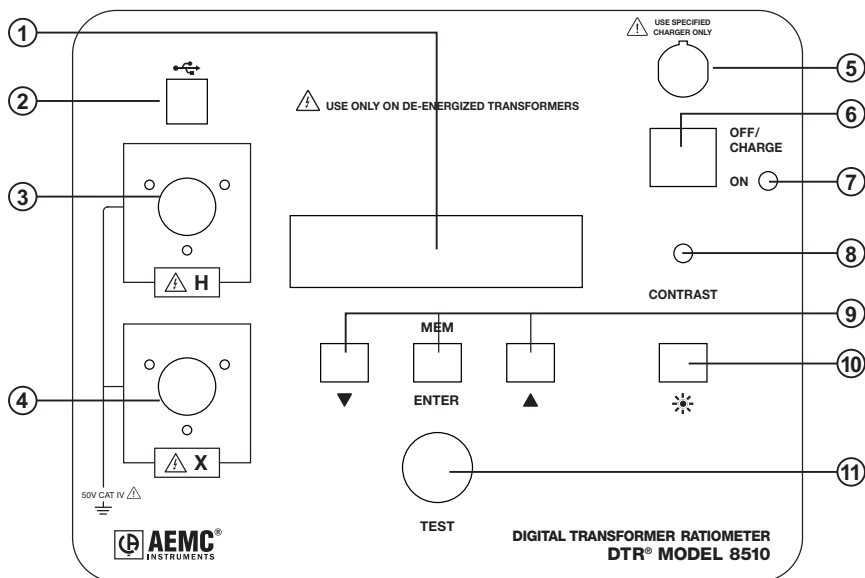 1
2
3
4
5
6
7
8
9
10
11
USE SPECIFIED
CHARGER ONLY
USE ONLY ON DE-ENERGIZED TRANSFORMERS
OFF/
CHARGE
ON
H
CONTRAST
MEM
ENTER
X
50V CAT IV
TEST
AEMC®
INSTRUMENTS
DIGITAL TRANSFORMER RATIOMETER
DTR® MODEL 8510